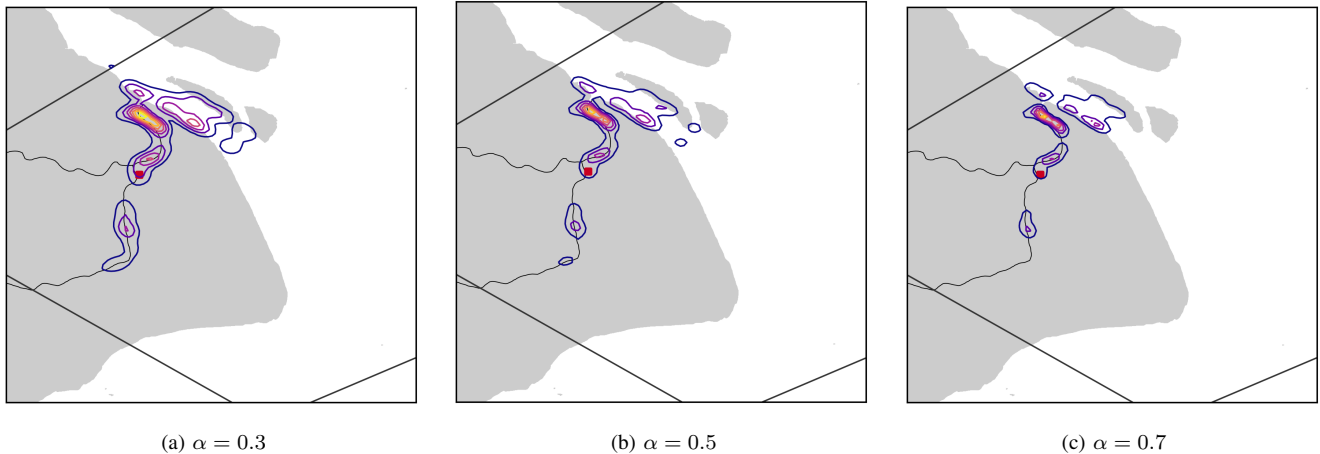 (a) α = 0.3
(b) α = 0.5
(c) α = 0.7